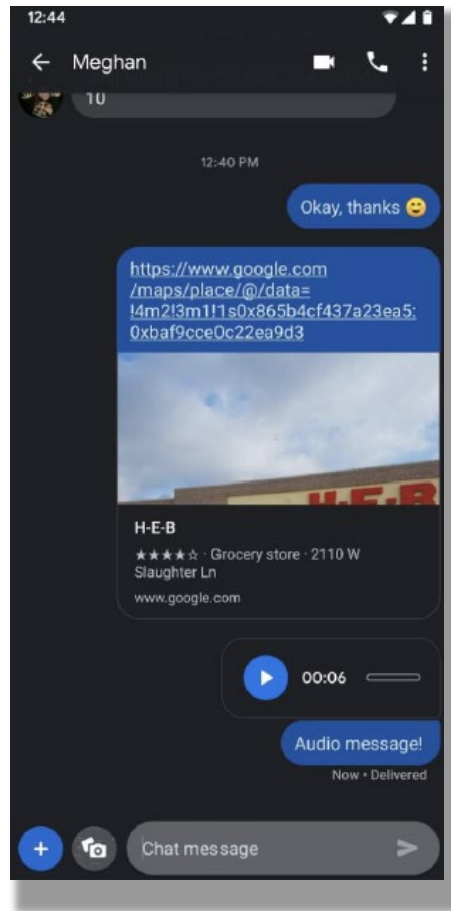 12:44
Meghan
10
12:40 PM
Okay, thanks 😀
https://www.google.com
/maps/place/@/data=
!4m2!3m1!1s0x865b4cf437a23ea5:
0xbaf9cce0c22ea9d3
H-E-B
H-E-B
★★★★☆ · Grocery store · 2110 W
Slaughter Ln
www.google.com
00:06
Audio message!
Now • Delivered
Chat message